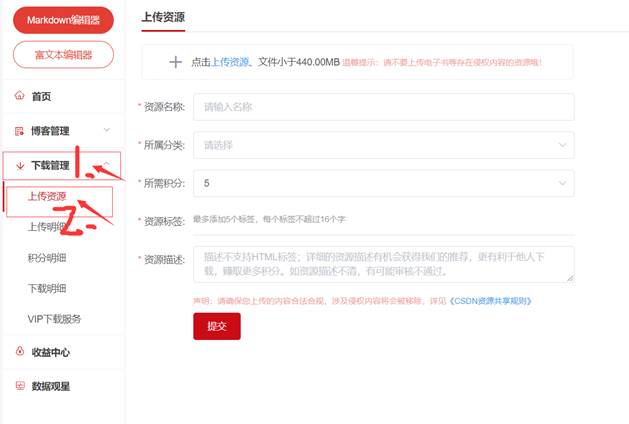 Markdown编辑器
富文本编辑器
首页
博客管理
下载管理
1.
上传资源
2.
上传明细
积分明细
下载明细
VIP下载服务
收益中心
数据观星
上传资源
点击上传资源、文件小于440.00MB 温馨提示：请不要上传电子书等存在侵权内容的资源哦！
* 资源名称: 请输入名称
* 所属分类: 请选择
* 所需积分: 5
* 资源标签: 最多添加5个标签，每个标签不超过16个字
* 资源描述: 描述不支持HTML标签；详细的资源描述有机会获得我们的推荐，更有利于他人下
载，赚取更多积分。如资源描述不清，有可能审核不通过。
声明：请确保您上传的内容合法合规，涉及侵权内容将会被移除，详见《CSDN资源共享规则》
提交